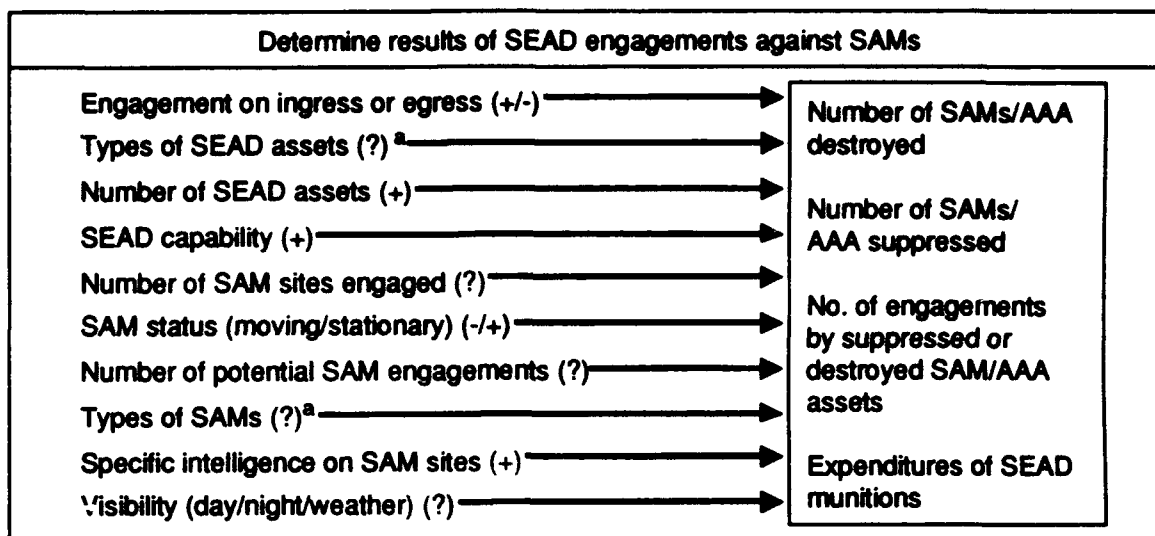 Determine results of SEAD engagements against SAMs
Engagement on ingress or egress (+/-)
Types of SEAD assets (?) a
Number of SEAD assets (+)
SEAD capability (+)
Number of SAM sites engaged (?)
SAM status (moving/stationary) (-/+)
Number of potential SAM engagements (?)
Types of SAMs (?)a
Specific intelligence on SAM sites (+)
Visibility (day/night/weather) (?)
Number of SAMs/AAA
destroyed
Number of SAMs/
AAA suppressed
No. of engagements
by suppressed or
destroyed SAM/AAA
assets
Expenditures of SEAD
munitions